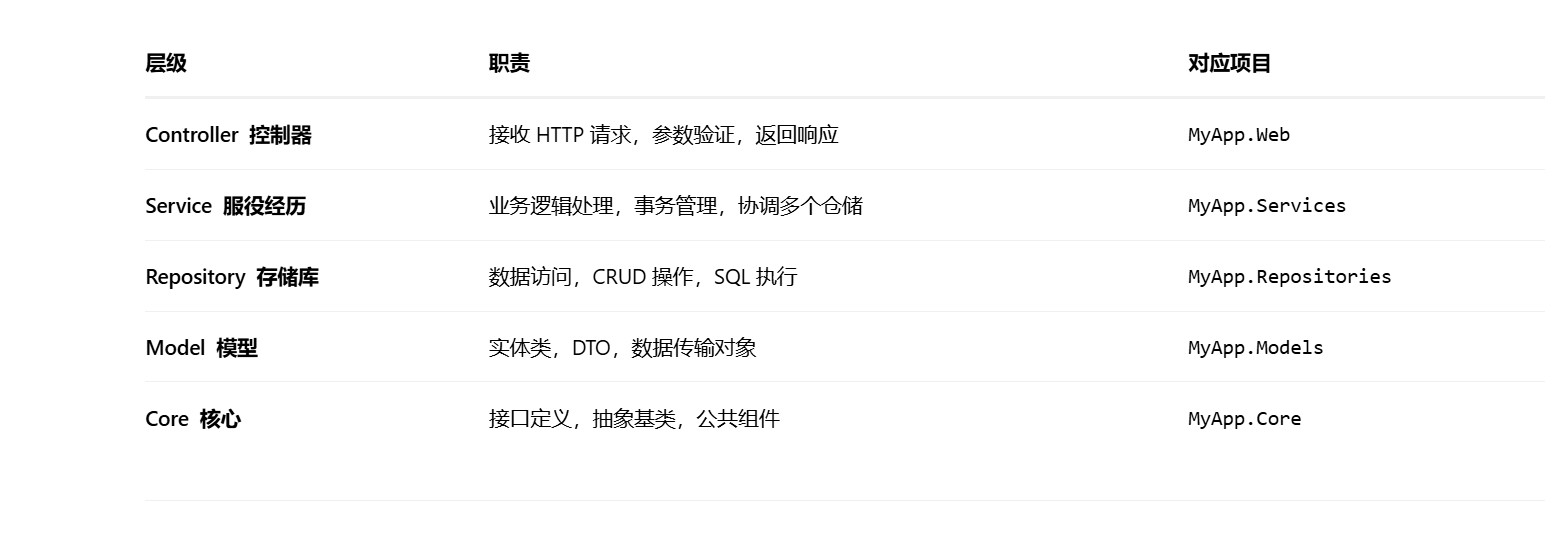 层级 职责 对应项目
Controller 控制器 接收 HTTP 请求，参数验证，返回响应 MyApp.Web
Service 服役经历 业务逻辑处理，事务管理，协调多个仓储 MyApp.Services
Repository 存储库 数据访问，CRUD 操作，SQL 执行 MyApp.Repositories
Model 模型 实体类，DTO，数据传输对象 MyApp.Models
Core 核心 接口定义，抽象基类，公共组件 MyApp.Core